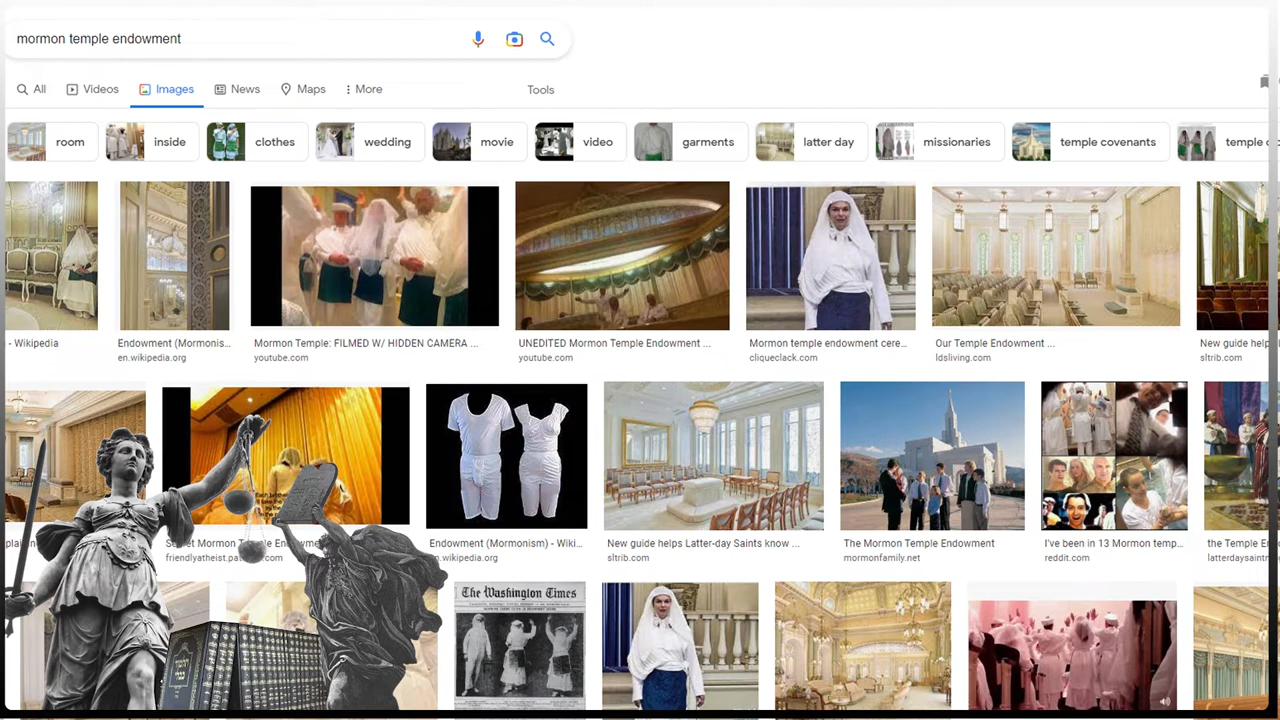 mormon temple endowment
All
Videos
Images
News
Maps
More
Tools
room
inside
clothes
wedding
movie
video
garments
latter day
missionaries
temple covenants
- Wikipedia
Endowment (Mormonis...
en.wikipedia.org
Mormon Temple: FILMED W/ HIDDEN CAMERA ...
youtube.com
UNEDITED Mormon Temple Endowment ...
youtube.com
Mormon temple endowment cere...
cliqueclack.com
Our Temple Endowment ...
ldsliving.com
New guide help
sltrib.com
Mormon Temple
friendlyatheist.pa
Endowment (Mormonism) - Wiki...
n.wikipedia.org
New guide helps Latter-day Saints know ...
sltrib.com
The Mormon Temple Endowment
mormonfamily.net
I've been in 13 Mormon temp...
reddit.com
the Temple
latterdaysaint
The Washington Times